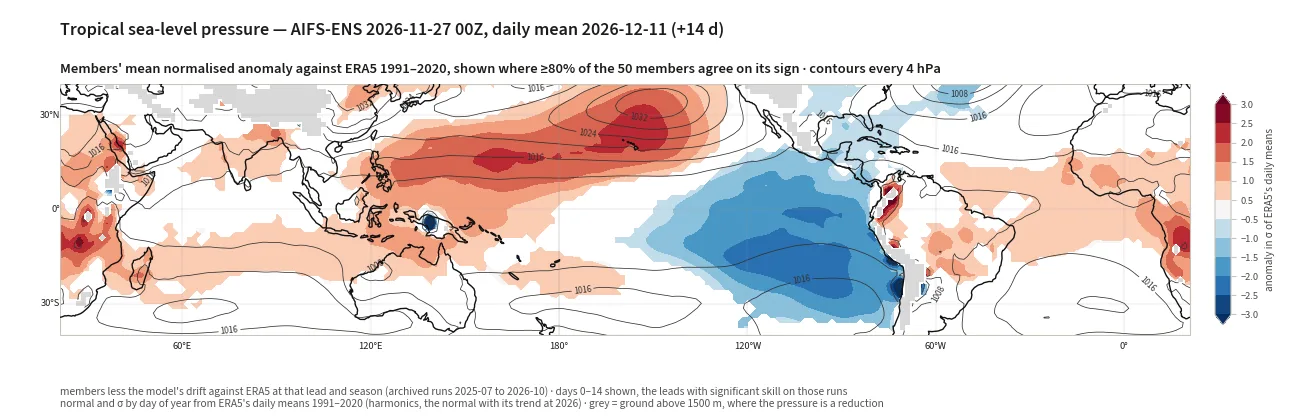 Tropical sea-level pressure — AIFS-ENS 2026-11-27 00Z, daily mean 2026-12-11 (+14 d)
Members' mean normalised anomaly against ERA5 1991–2020, shown where ≥80% of the 50 members agree on its sign · contours every 4 hPa
30°N
0°
30°S
60°E
120°E
180°
120°W
60°W
0°
1016
1016
1016
1024
1032
1016
1016
1016
1016
1016
1008
1016
1016
1008
1016
3.0
2.5
2.0
1.5
1.0
0.5
−0.5
−1.0
−1.5
−2.0
−2.5
−3.0
anomaly in σ of ERA5's daily means
members less the model's drift against ERA5 at that lead and season (archived runs 2025-07 to 2026-10) · days 0–14 shown, the leads with significant skill on those runs
normal and σ by day of year from ERA5's daily means 1991–2020 (harmonics, the normal with its trend at 2026) · grey = ground above 1500 m, where the pressure is a reduction